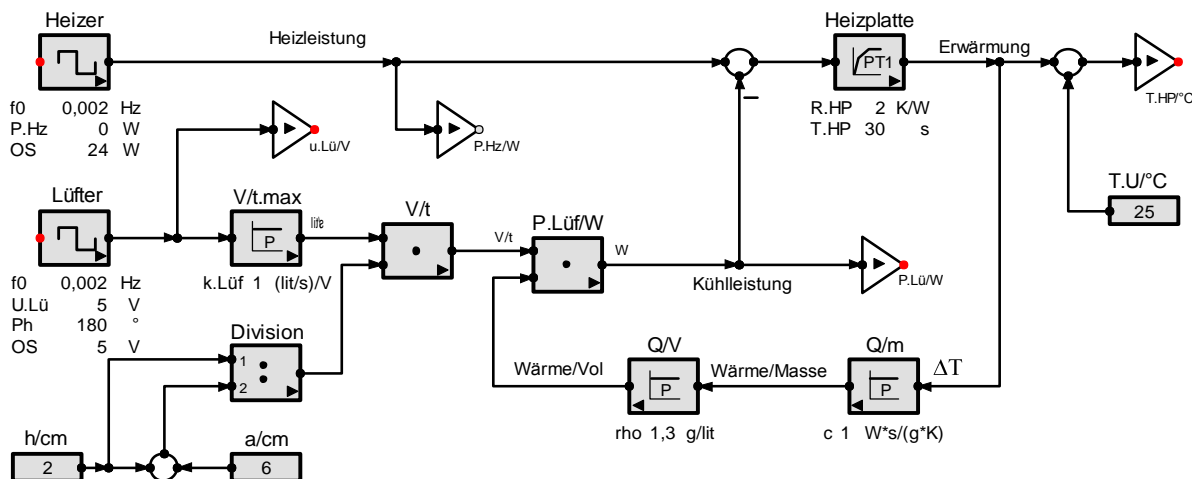 Heizer
Heizleistung
Heizplatte
Erwärmung
PT1
T.HP/°C
f0 0,002 Hz
P.Hz 0 W
OS 24 W
u.Lü/V
P.Hz/W
–
R.HP 2 K/W
T.HP 30 s
Lüfter
V/t.max
V/t
P.Lüf/W
T.U/°C
25
P
V/t
W
k.Lüf 1 (lit/s)/V
Kühlleistung
P.Lü/W
f0 0,002 Hz
U.Lü 5 V
Ph 180 °
OS 5 V
Division
1
2
Q/V
Q/m
Wärme/Vol
P
Wärme/Masse
P
ΔT
rho 1,3 g/lit
c 1 W*s/(g*K)
h/cm
a/cm
2
6